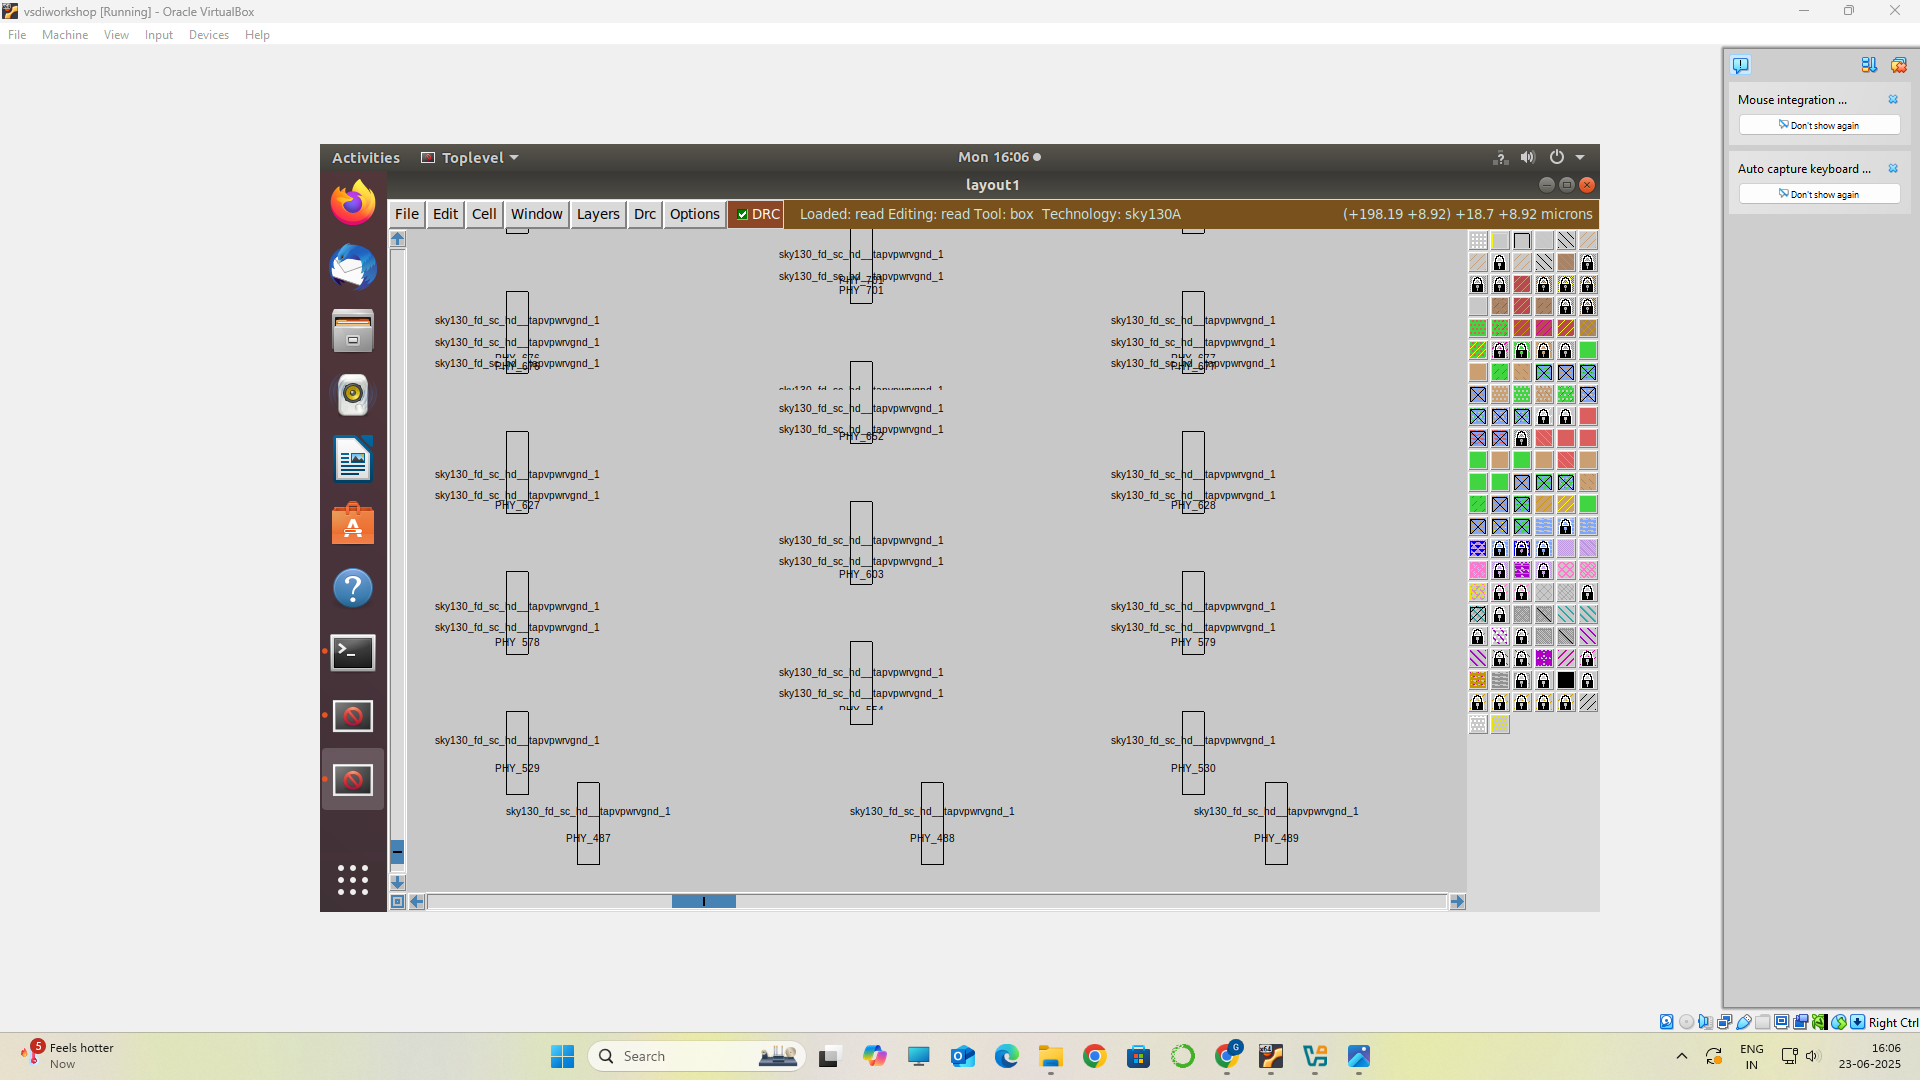 vsdiworkshop [Running] - Oracle VirtualBox
File Machine View Input Devices Help
Mouse integration ...
Don't show again
Auto capture keyboard ...
Don't show again
Activities Toplevel Mon 16:06
layout1
File Edit Cell Window Layers Drc Options DRC Loaded: read Editing: read Tool: box Technology: sky130A (+198.19 +8.92) +18.7 +8.92 microns
sky130_fd_sc_hd__tapvpwrvgnd_1
sky130_fd_sc_hd__tapvpwrvgnd_1
PHY_701
sky130_fd_sc_hd__tapvpwrvgnd_1 sky130_fd_sc_hd__tapvpwrvgnd_1
sky130_fd_sc_hd__tapvpwrvgnd_1 sky130_fd_sc_hd__tapvpwrvgnd_1
PHY_676 PHY_677
sky130_fd_sc_hd__tapvpwrvgnd_1 sky130_fd_sc_hd__tapvpwrvgnd_1
sky130_fd_sc_hd__tapvpwrvgnd_1
sky130_fd_sc_hd__tapvpwrvgnd_1
sky130_fd_sc_hd__tapvpwrvgnd_1
PHY_652
sky130_fd_sc_hd__tapvpwrvgnd_1 sky130_fd_sc_hd__tapvpwrvgnd_1
sky130_fd_sc_hd__tapvpwrvgnd_1 sky130_fd_sc_hd__tapvpwrvgnd_1
PHY_627 PHY_628
sky130_fd_sc_hd__tapvpwrvgnd_1
sky130_fd_sc_hd__tapvpwrvgnd_1
PHY_603
sky130_fd_sc_hd__tapvpwrvgnd_1 sky130_fd_sc_hd__tapvpwrvgnd_1
sky130_fd_sc_hd__tapvpwrvgnd_1 sky130_fd_sc_hd__tapvpwrvgnd_1
PHY_578 PHY_579
sky130_fd_sc_hd__tapvpwrvgnd_1
sky130_fd_sc_hd__tapvpwrvgnd_1
PHY_554
sky130_fd_sc_hd__tapvpwrvgnd_1 sky130_fd_sc_hd__tapvpwrvgnd_1
PHY_529 PHY_530
sky130_fd_sc_hd__tapvpwrvgnd_1 sky130_fd_sc_hd__tapvpwrvgnd_1 sky130_fd_sc_hd__tapvpwrvgnd_1
PHY_487 PHY_488 PHY_489
Right Ctrl
5
Feels hotter
Now
Search
ENG
IN
16:06
23-06-2025